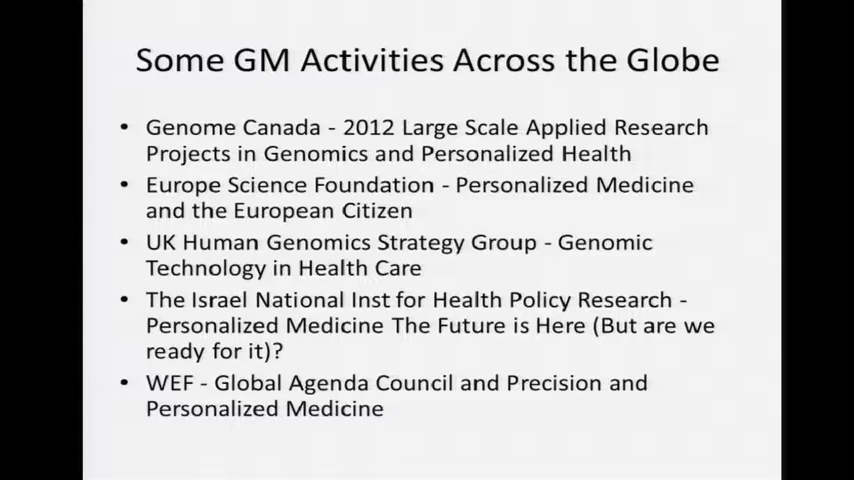 Some GM Activities Across the Globe
• Genome Canada - 2012 Large Scale Applied Research
Projects in Genomics and Personalized Health
• Europe Science Foundation - Personalized Medicine
and the European Citizen
• UK Human Genomics Strategy Group - Genomic
Technology in Health Care
• The Israel National Inst for Health Policy Research -
Personalized Medicine The Future is Here (But are we
ready for it)?
• WEF - Global Agenda Council and Precision and
Personalized Medicine